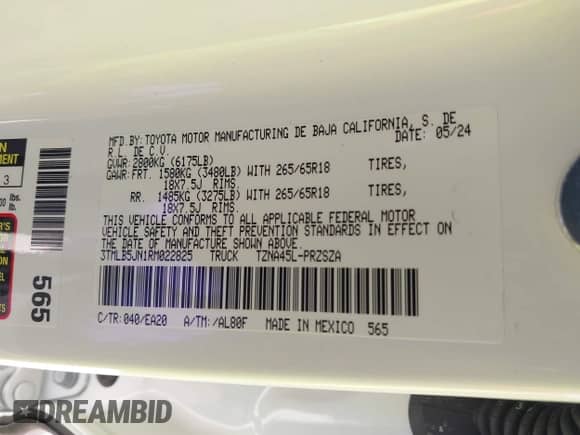 MFD.BY:TOYOTA MOTOR MANUFACTURING DE BAJA CALIFORNIA, S. DE
R.L. DE C.V. DATE: 05/24
GVWR:2800KG (6175LB)
GAWR:FRT. 1580KG (3480LB) WITH 265/65R18 TIRES,
18X7.5J RIMS
RR. 1485KG (3275LB) WITH 265/65R18 TIRES,
18X7.5J RIMS
THIS VEHICLE CONFORMS TO ALL APPLICABLE FEDERAL MOTOR
VEHICLE SAFETY AND THEFT PREVENTION STANDARDS IN EFFECT ON
THE DATE OF MANUFACTURE SHOWN ABOVE.
3TMLB5JN1RM022825 TRUCK TZNA45L-PRZSZA
C/TR:040/EA20 A/TM:/AL80F MADE IN MEXICO 565
565
3
lbs.
DREAMBID